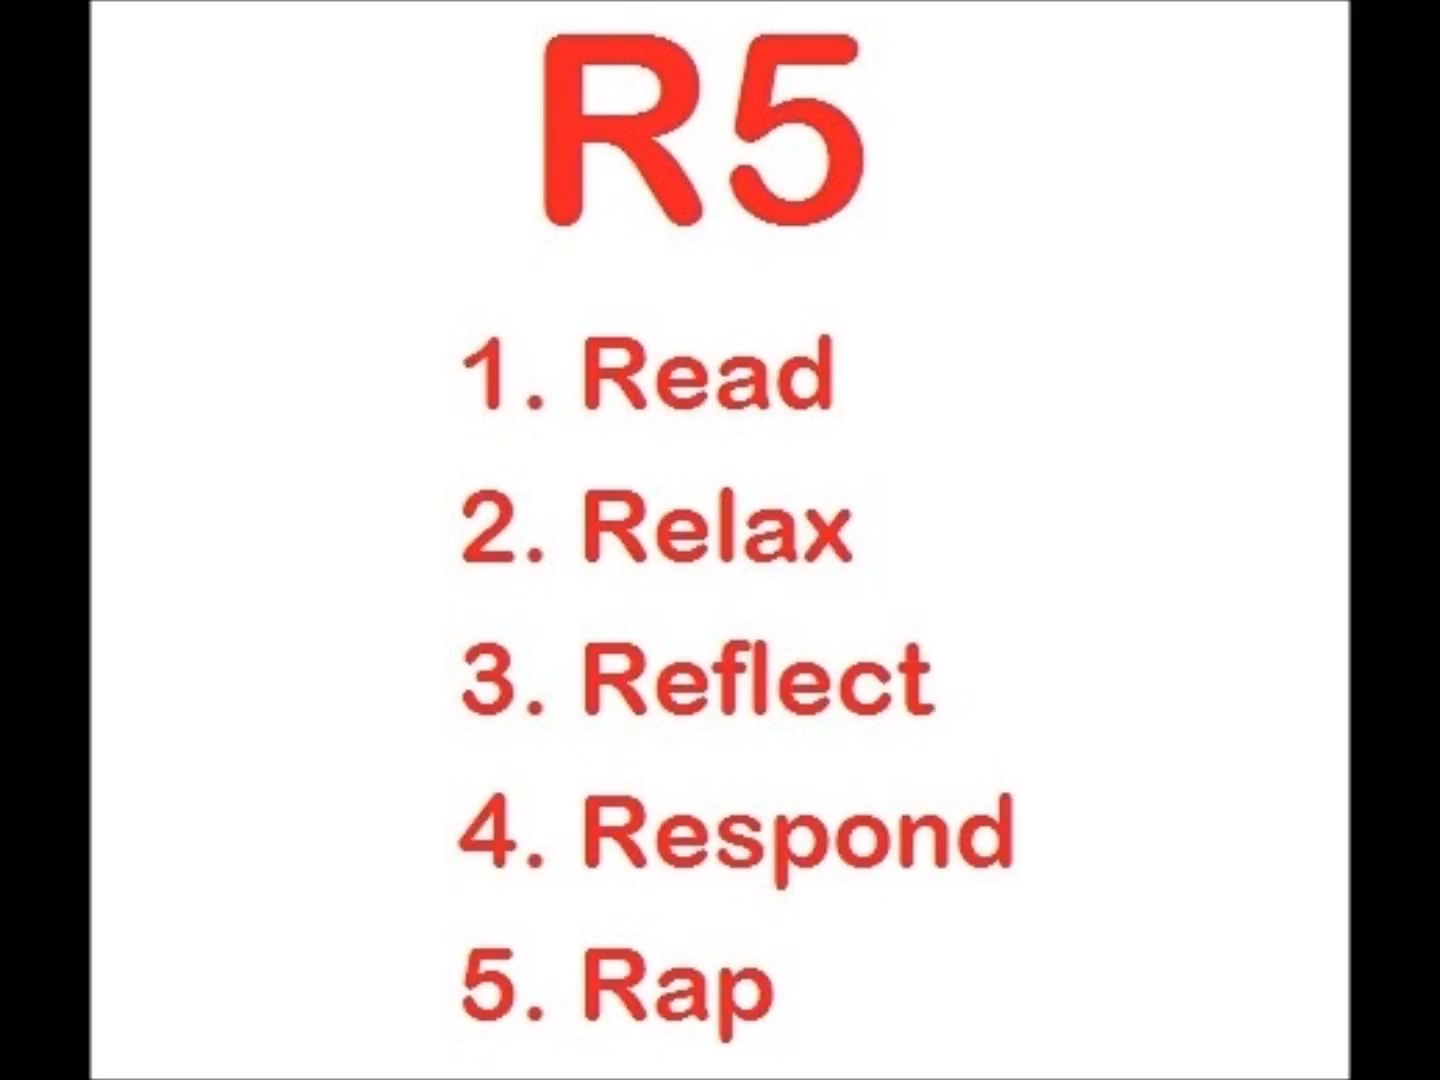 R5
1. Read
2. Relax
3. Reflect
4. Respond
5. Rap